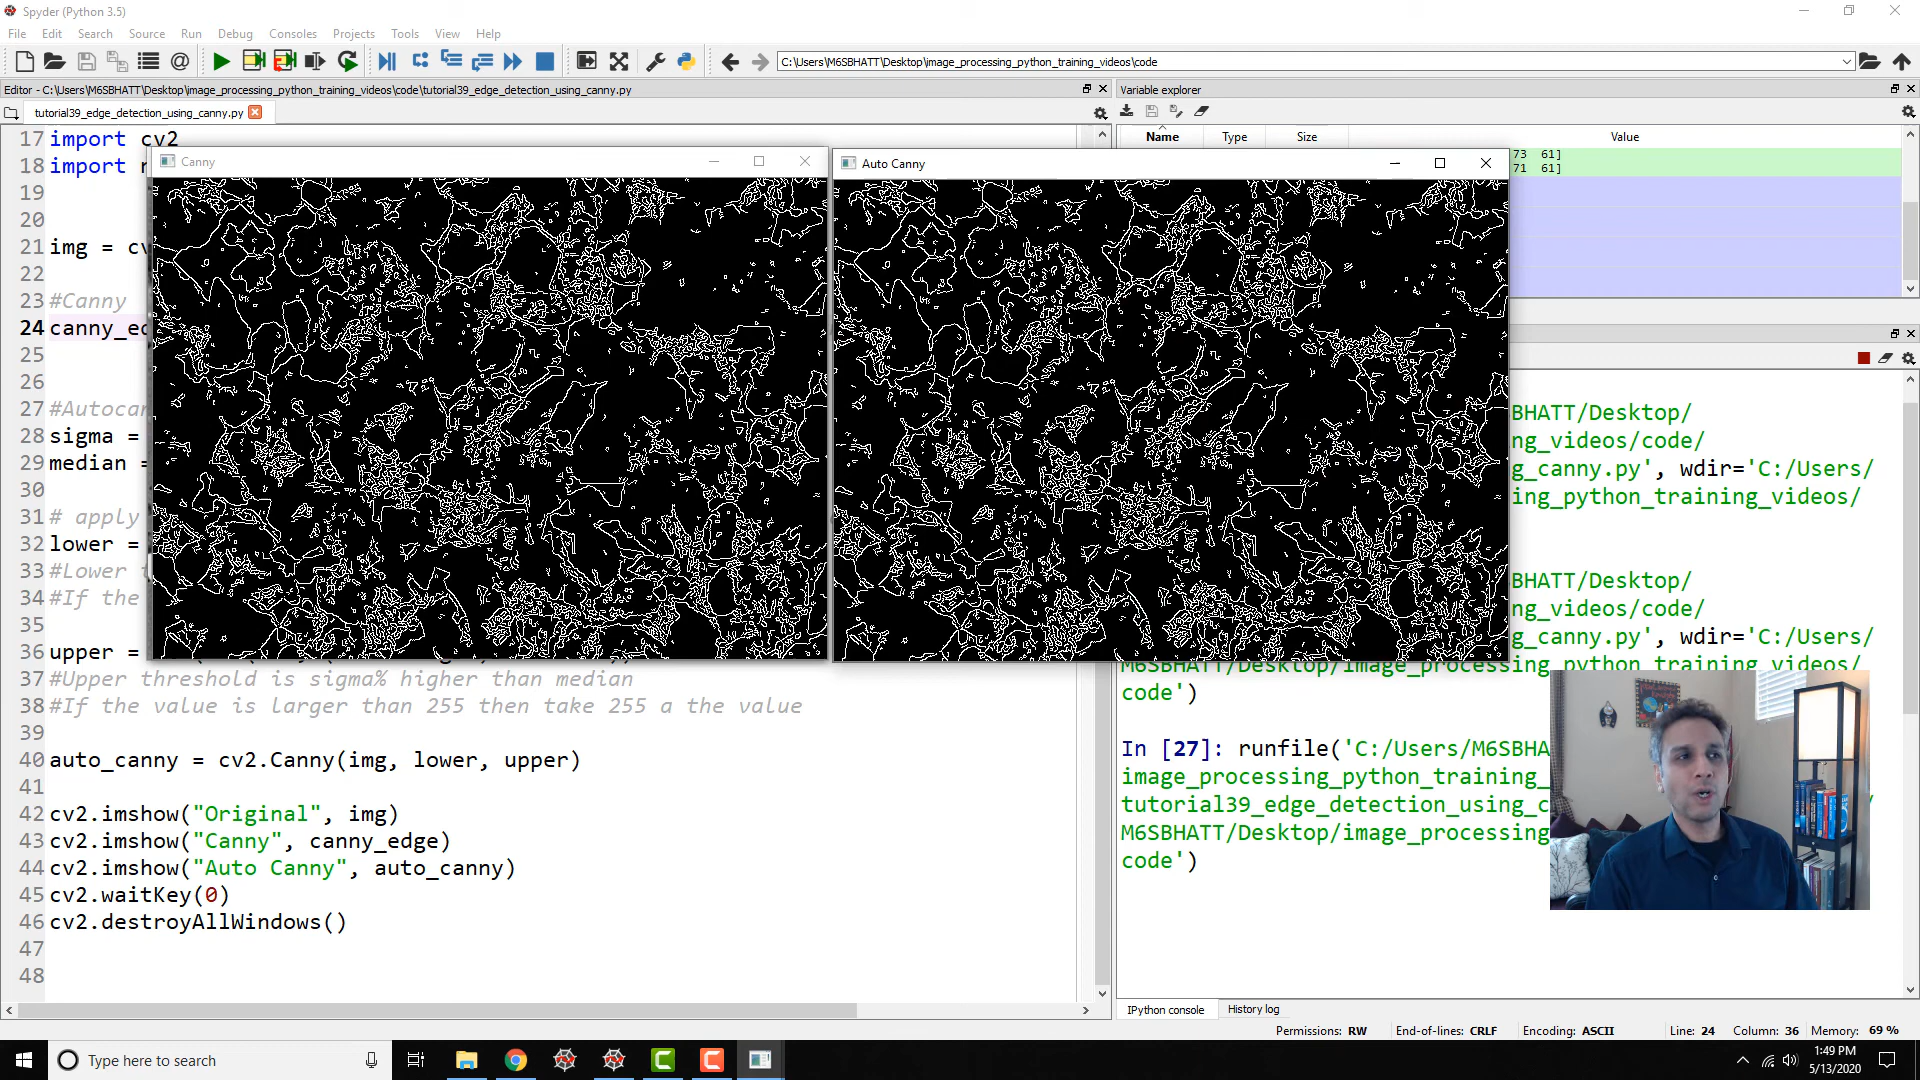 Spyder (Python 3.5)
File Edit Search Source Run Debug Consoles Projects Tools View Help
C:\Users\M6SBHATT\Desktop\image_processing_python_training_videos\code
Editor - C:\Users\M6SBHATT\Desktop\image_processing_python_training_videos\code\tutorial39_edge_detection_using_canny.py
Variable explorer
tutorial39_edge_detection_using_canny.py
Name Type Size Value
73 61]
71 61]
17 import cv2
18 import
19
20
21 img =
22
23 #Canny
24
25
26
27
28 sigma =
29 median =
30
31 # apply
32 lower =
33 #Lower
34 #If the
35
36 upper =
37 #Upper threshold is sigma% higher than median
38 #If the value is larger than 255 then take 255 a the value
39
40 auto_canny = cv2.Canny(img, lower, upper)
41
42 cv2.imshow("Original", img)
43 cv2.imshow("Canny", canny_edge)
44 cv2.imshow("Auto Canny", auto_canny)
45 cv2.waitKey(0)
46 cv2.destroyAllWindows()
47
48
Canny
Auto Canny
BHATT/Desktop/
ng_videos/code/
g_canny.py', wdir='C:/Users/
ing_python_training_videos/
BHATT/Desktop/
ng_videos/code/
g_canny.py', wdir='C:/Users/
M6SBHATT/Desktop/image_processing_python_training_videos/
code')
In [27]: runfile('C:/Users/M6SBHA
image_processing_python_training_
tutorial39_edge_detection_using_c
M6SBHATT/Desktop/image_processing
code')
IPython console History log
Permissions: RW End-of-lines: CRLF Encoding: ASCII Line: 24 Column: 36 Memory: 69 %
Type here to search
1:49 PM
5/13/2020